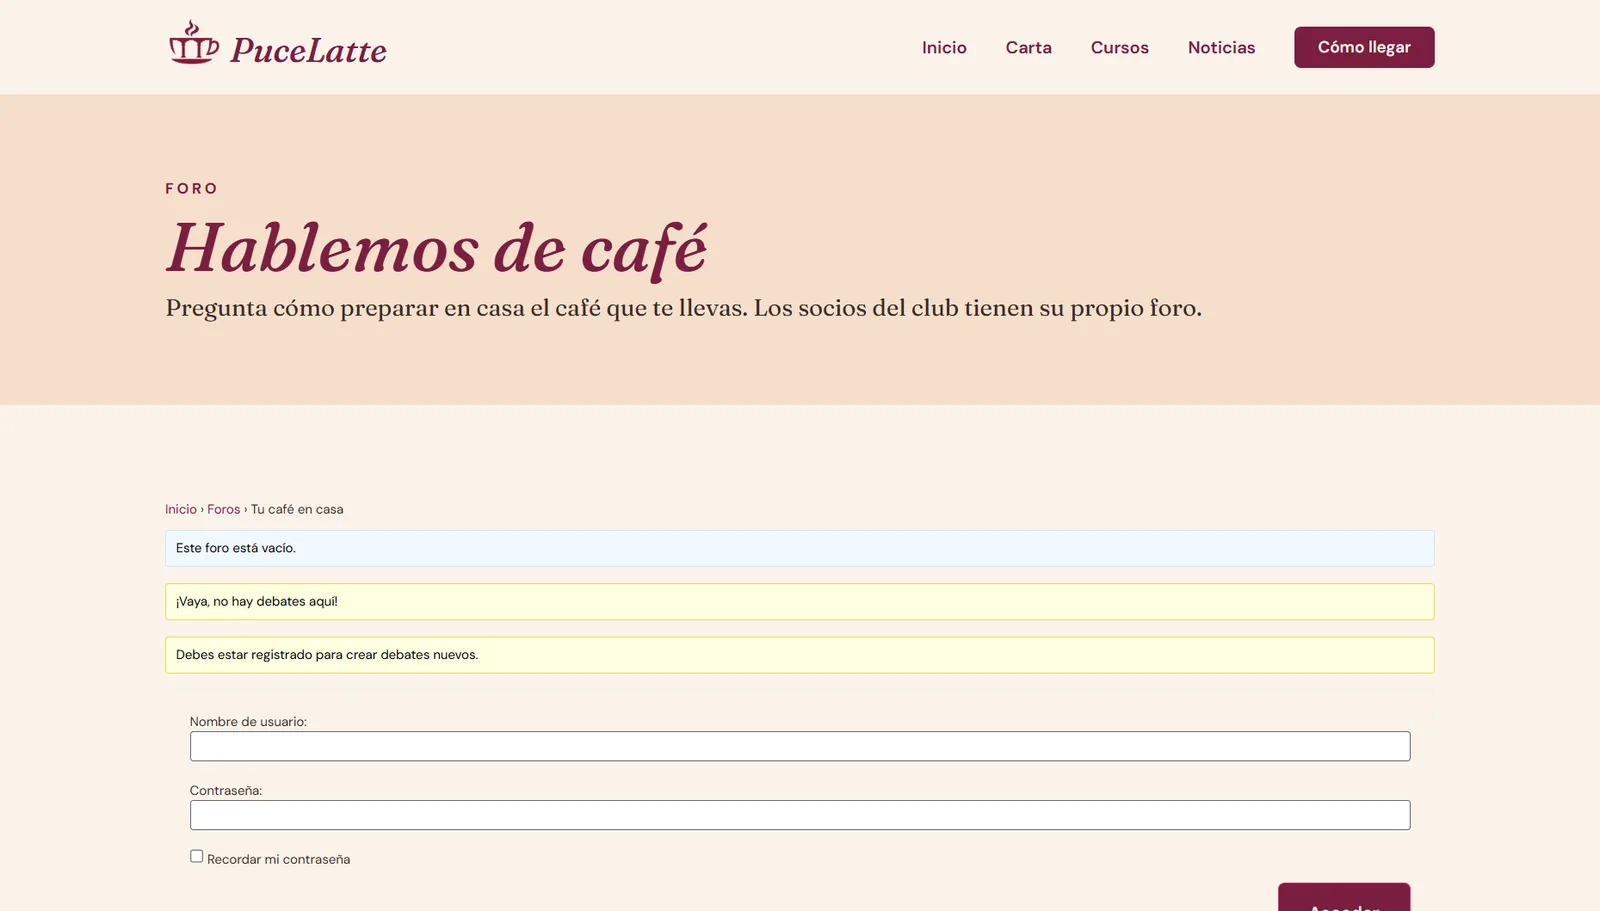 PuceLatte
Inicio
Carta
Cursos
Noticias
Cómo llegar
FORO
Hablemos de café
Pregunta cómo preparar en casa el café que te llevas. Los socios del club tienen su propio foro.
Inicio › Foros › Tu café en casa
Este foro está vacío.
¡Vaya, no hay debates aquí!
Debes estar registrado para crear debates nuevos.
Nombre de usuario:
Contraseña:
Recordar mi contraseña
Acceder